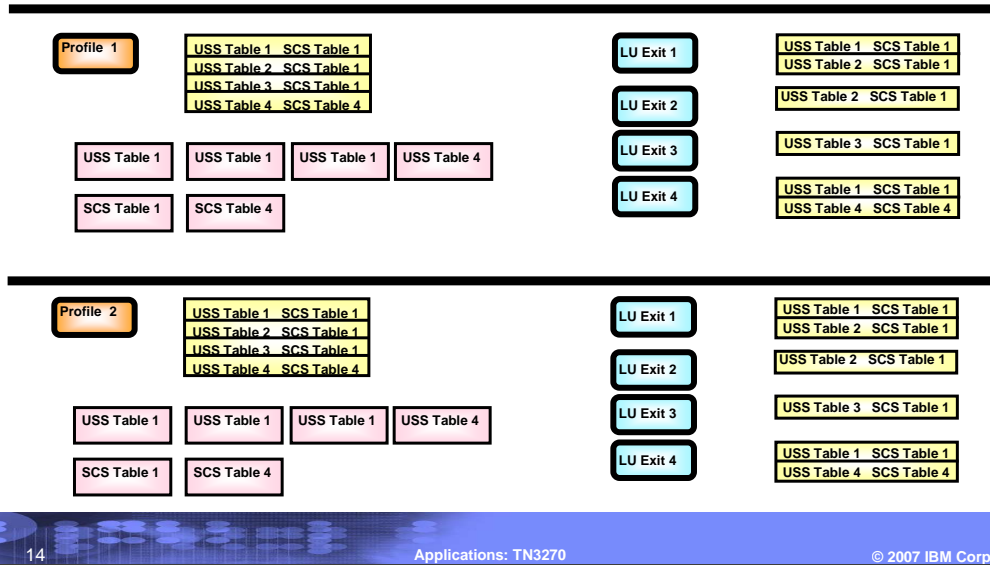 Profile 1
USS Table 1 SCS Table 1
USS Table 2 SCS Table 1
USS Table 3 SCS Table 1
USS Table 4 SCS Table 4
USS Table 1
USS Table 1
USS Table 1
USS Table 4
SCS Table 1
SCS Table 4
LU Exit 1
USS Table 1 SCS Table 1
USS Table 2 SCS Table 1
LU Exit 2
USS Table 2 SCS Table 1
LU Exit 3
USS Table 3 SCS Table 1
LU Exit 4
USS Table 1 SCS Table 1
USS Table 4 SCS Table 4
Profile 2
USS Table 1 SCS Table 1
USS Table 2 SCS Table 1
USS Table 3 SCS Table 1
USS Table 4 SCS Table 4
USS Table 1
USS Table 1
USS Table 1
USS Table 4
SCS Table 1
SCS Table 4
LU Exit 1
USS Table 1 SCS Table 1
USS Table 2 SCS Table 1
LU Exit 2
USS Table 2 SCS Table 1
LU Exit 3
USS Table 3 SCS Table 1
LU Exit 4
USS Table 1 SCS Table 1
USS Table 4 SCS Table 4
14
Applications: TN3270
© 2007 IBM Corp